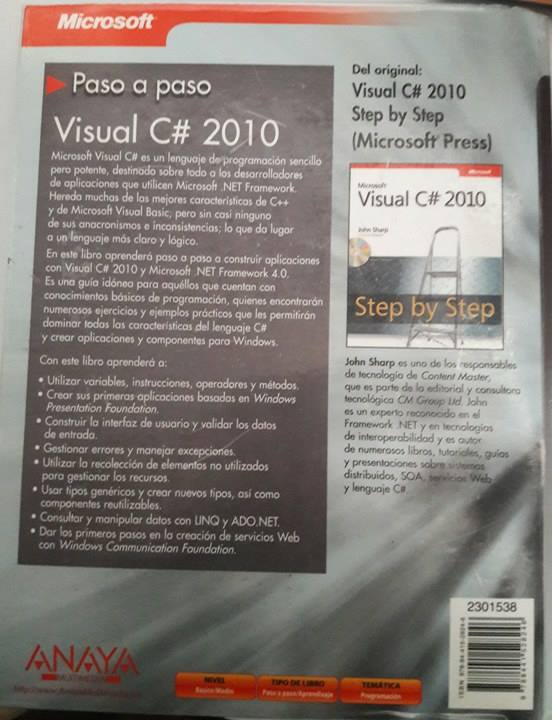 Microsoft
Paso a paso
Visual C# 2010
Microsoft Visual C# es un lenguaje de programación sencillo
pero potente, destinado sobre todo a los desarrolladores
de aplicaciones que utilicen Microsoft .NET Framework.
Hereda muchas de las mejores características de C++
y de Microsoft Visual Basic, pero sin casi ninguno
de sus anacronismos e inconsistencias; lo que da lugar
a un lenguaje más claro y lógico.
En este libro aprenderá paso a paso a construir aplicaciones
con Visual C# 2010 y Microsoft .NET Framework 4.0.
Es una guía idónea para aquéllos que cuentan con
conocimientos básicos de programación, quienes encontrarán
numerosos ejercicios y ejemplos prácticos que les permitirán
dominar todas las características del lenguaje C#
y crear aplicaciones y componentes para Windows.
Con este libro aprenderá a:
• Utilizar variables, instrucciones, operadores y métodos.
• Crear sus primeras aplicaciones basadas en Windows
Presentation Foundation.
• Construir la interfaz de usuario y validar los datos
de entrada.
• Gestionar errores y manejar excepciones.
• Utilizar la recolección de elementos no utilizados
para gestionar los recursos.
• Usar tipos genéricos y crear nuevos tipos, así como
componentes reutilizables.
• Consultar y manipular datos con LINQ y ADO.NET.
• Dar los primeros pasos en la creación de servicios Web
con Windows Communication Foundation.
Del original:
Visual C# 2010
Step by Step
(Microsoft Press)
Microsoft
Microsoft
Visual C# 2010
John Sharp
Step by Step
John Sharp es uno de los responsables
de tecnología de Content Master,
que es parte de la editorial y consultora
tecnológica CM Group Ltd. John
es un experto reconocido en el
Framework .NET y en tecnologías
de interoperabilidad y es autor
de numerosos libros, tutoriales, guías
y presentaciones sobre sistemas
distribuidos, SOA, servicios Web
y lenguaje C#.
2301538
ANAYA
MULTIMEDIA
NIVEL
Básico/Medio
TIPO DE LIBRO
Paso a paso/Aprendizaje
TEMÁTICA
Programación